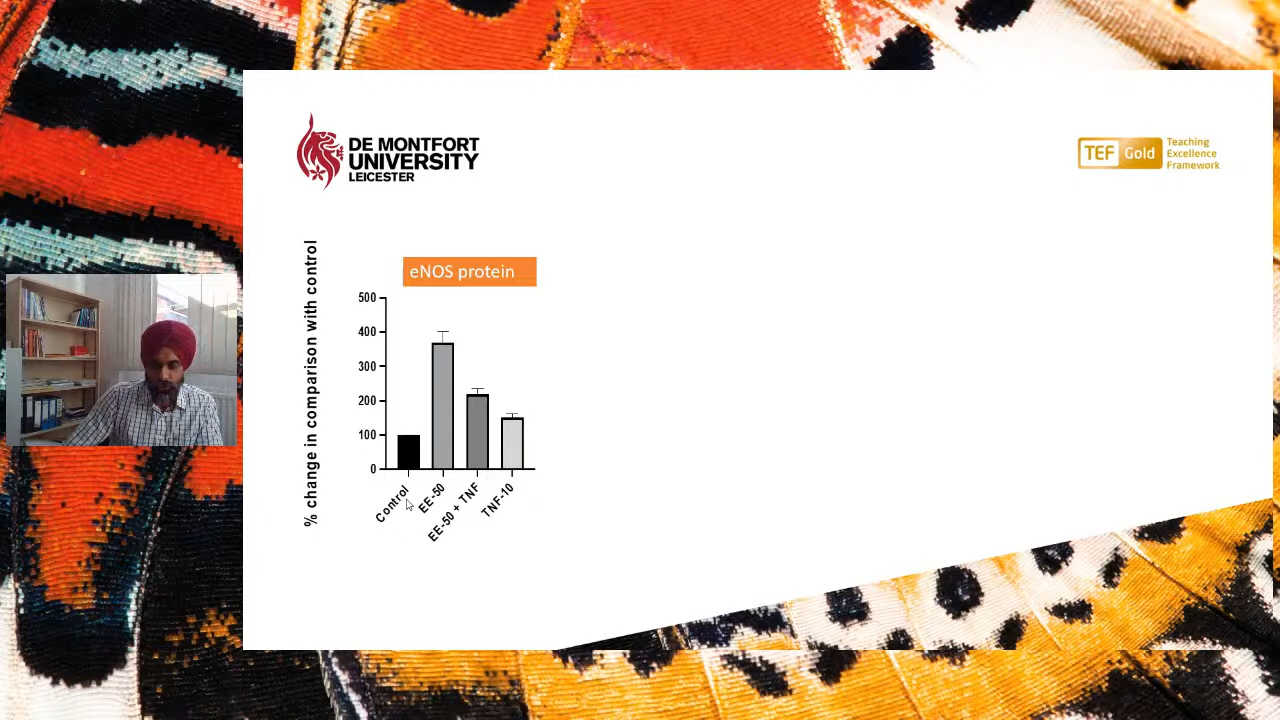 DE MONTFORT
UNIVERSITY
LEICESTER
TEF Gold
Teaching
Excellence
Framework
% change in comparison with control
eNOS protein
500
400
300
200
100
0
Control
EE-50
EE-50 + TNF
TNF-10